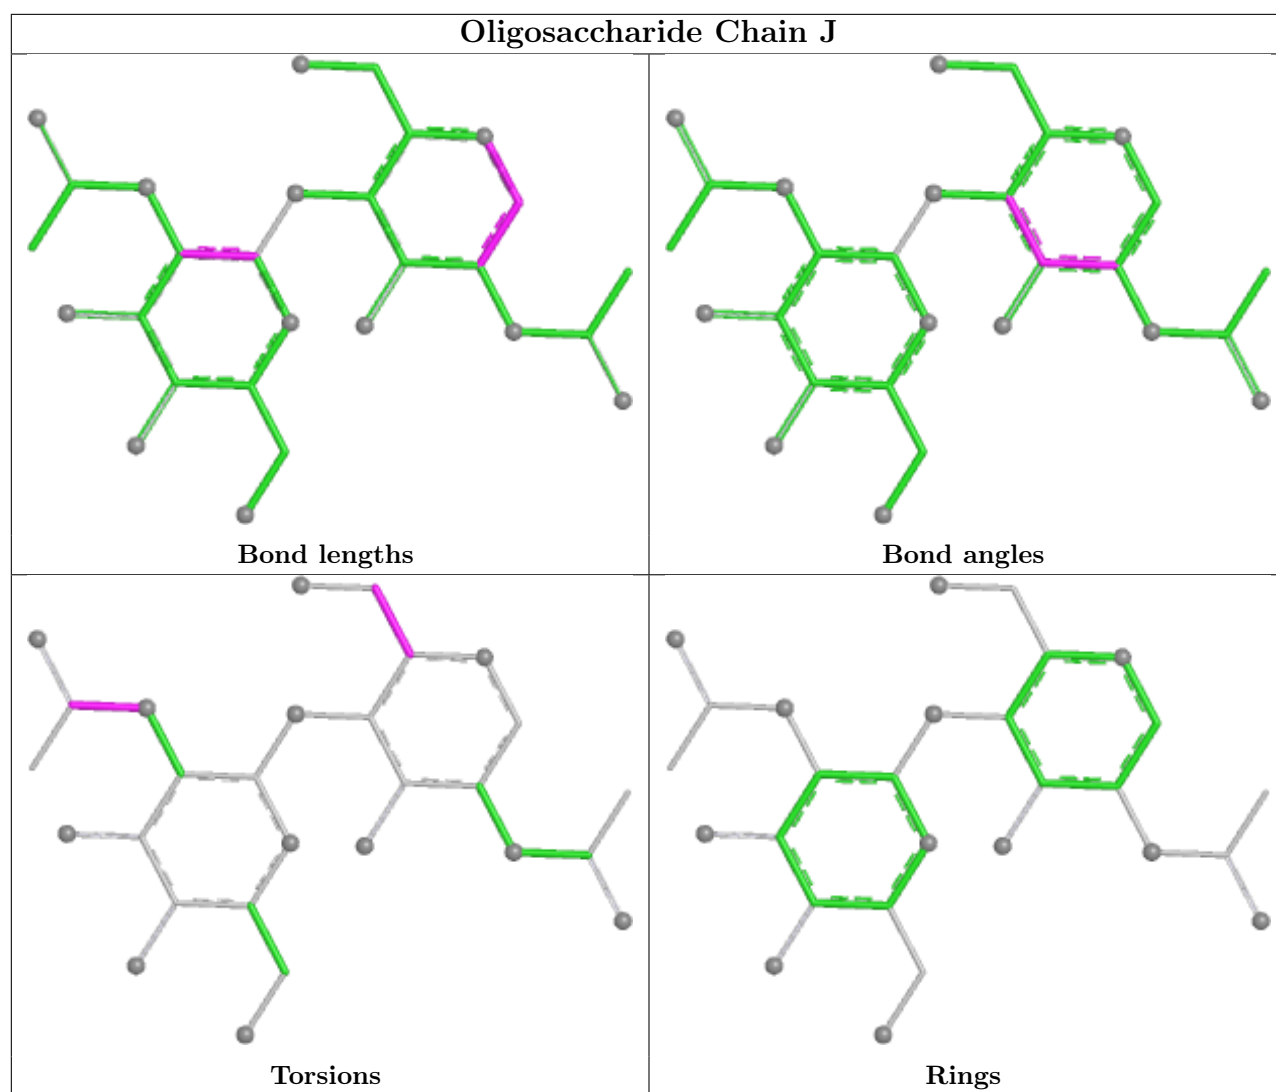 Oligosaccharide Chain J
Bond lengths
Bond angles
Torsions
Rings